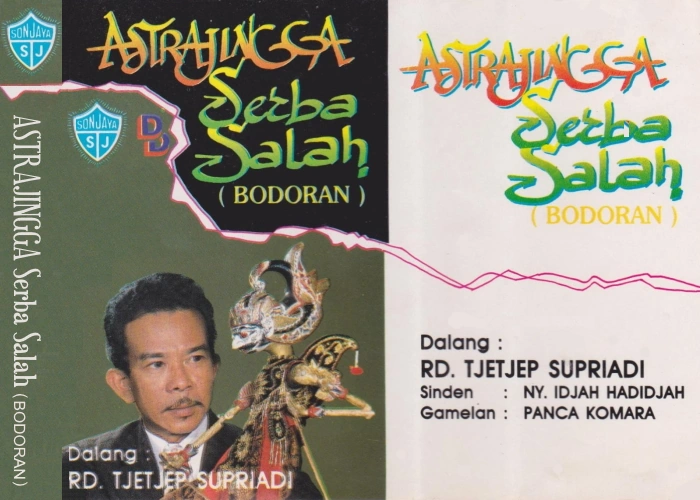 SONJAYA
SJ
ASTRAJINGGA Serba Salah (BODORAN)
ASTRAJINGGA
Serba
Salah
( BODORAN )
SONJAYA
SJ
Dalang :
RD. TJETJEP SUPRIADI
ASTRAJINGGA
Serba
Salah
( BODORAN )
Dalang :
RD. TJETJEP SUPRIADI
Sinden : NY. IDJAH HADIDJAH
Gamelan : PANCA KOMARA